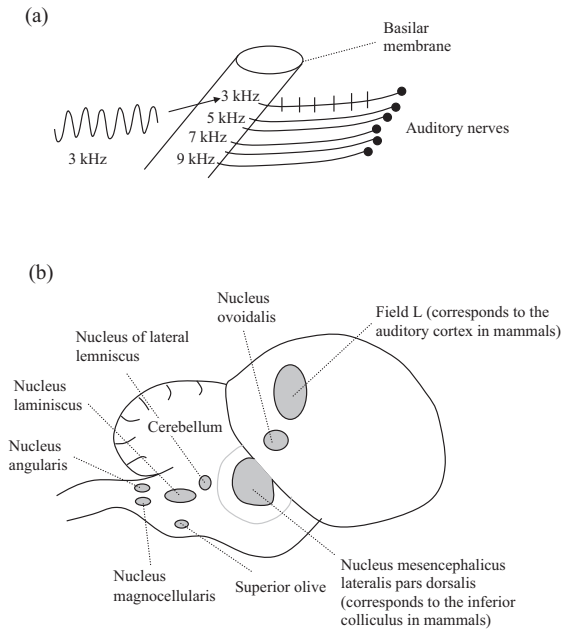 (a)
Basilar
membrane
3 kHz
5 kHz
7 kHz
9 kHz
3 kHz
Auditory nerves
(b)
Nucleus
ovoidalis
Field L (corresponds to the
auditory cortex in mammals)
Nucleus of lateral
lemniscus
Nucleus
laminiscus
Cerebellum
Nucleus
angularis
Nucleus
magnocellularis
Superior olive
Nucleus mesencephalicus
lateralis pars dorsalis
(corresponds to the inferior
colliculus in mammals)